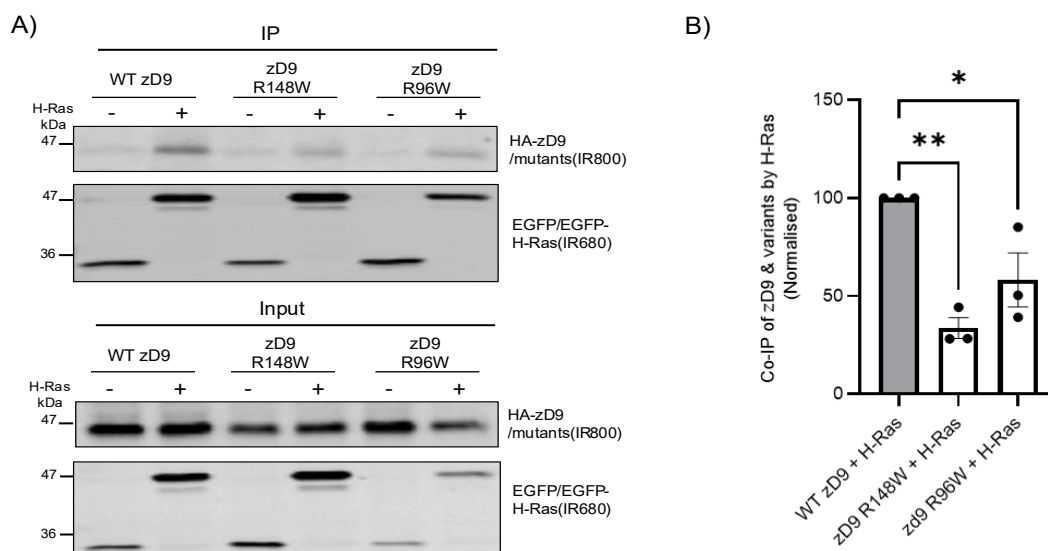 A)
IP
WT zD9
zD9
R148W
zD9
R96W
H-Ras - + - + - +
kDa
47
HA-zD9
/mutants(IR800)
47
36
EGFP/EGFP-
H-Ras(IR680)
Input
WT zD9
zD9
R148W
zD9
R96W
H-Ras - + - + - +
kDa
47
HA-zD9
/mutants(IR800)
47
36
EGFP/EGFP-
H-Ras(IR680)
B)
Co-IP of zD9 & variants by H-Ras
(Normalised)
150
100
50
0
*
**
WT zD9 + H-Ras
zD9 R148W + H-Ras
zd9 R96W + H-Ras